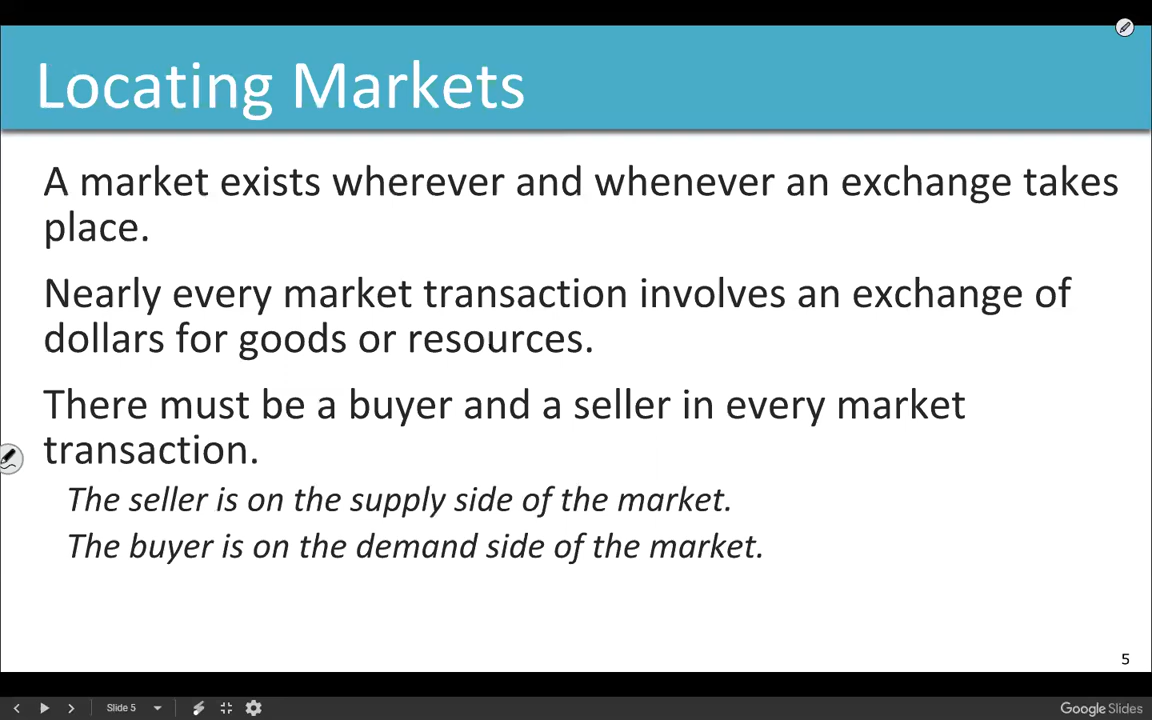 Locating Markets
A market exists wherever and whenever an exchange takes
place.
Nearly every market transaction involves an exchange of
dollars for goods or resources.
There must be a buyer and a seller in every market
transaction.
The seller is on the supply side of the market.
The buyer is on the demand side of the market.
5
Slide 5
Google Slides